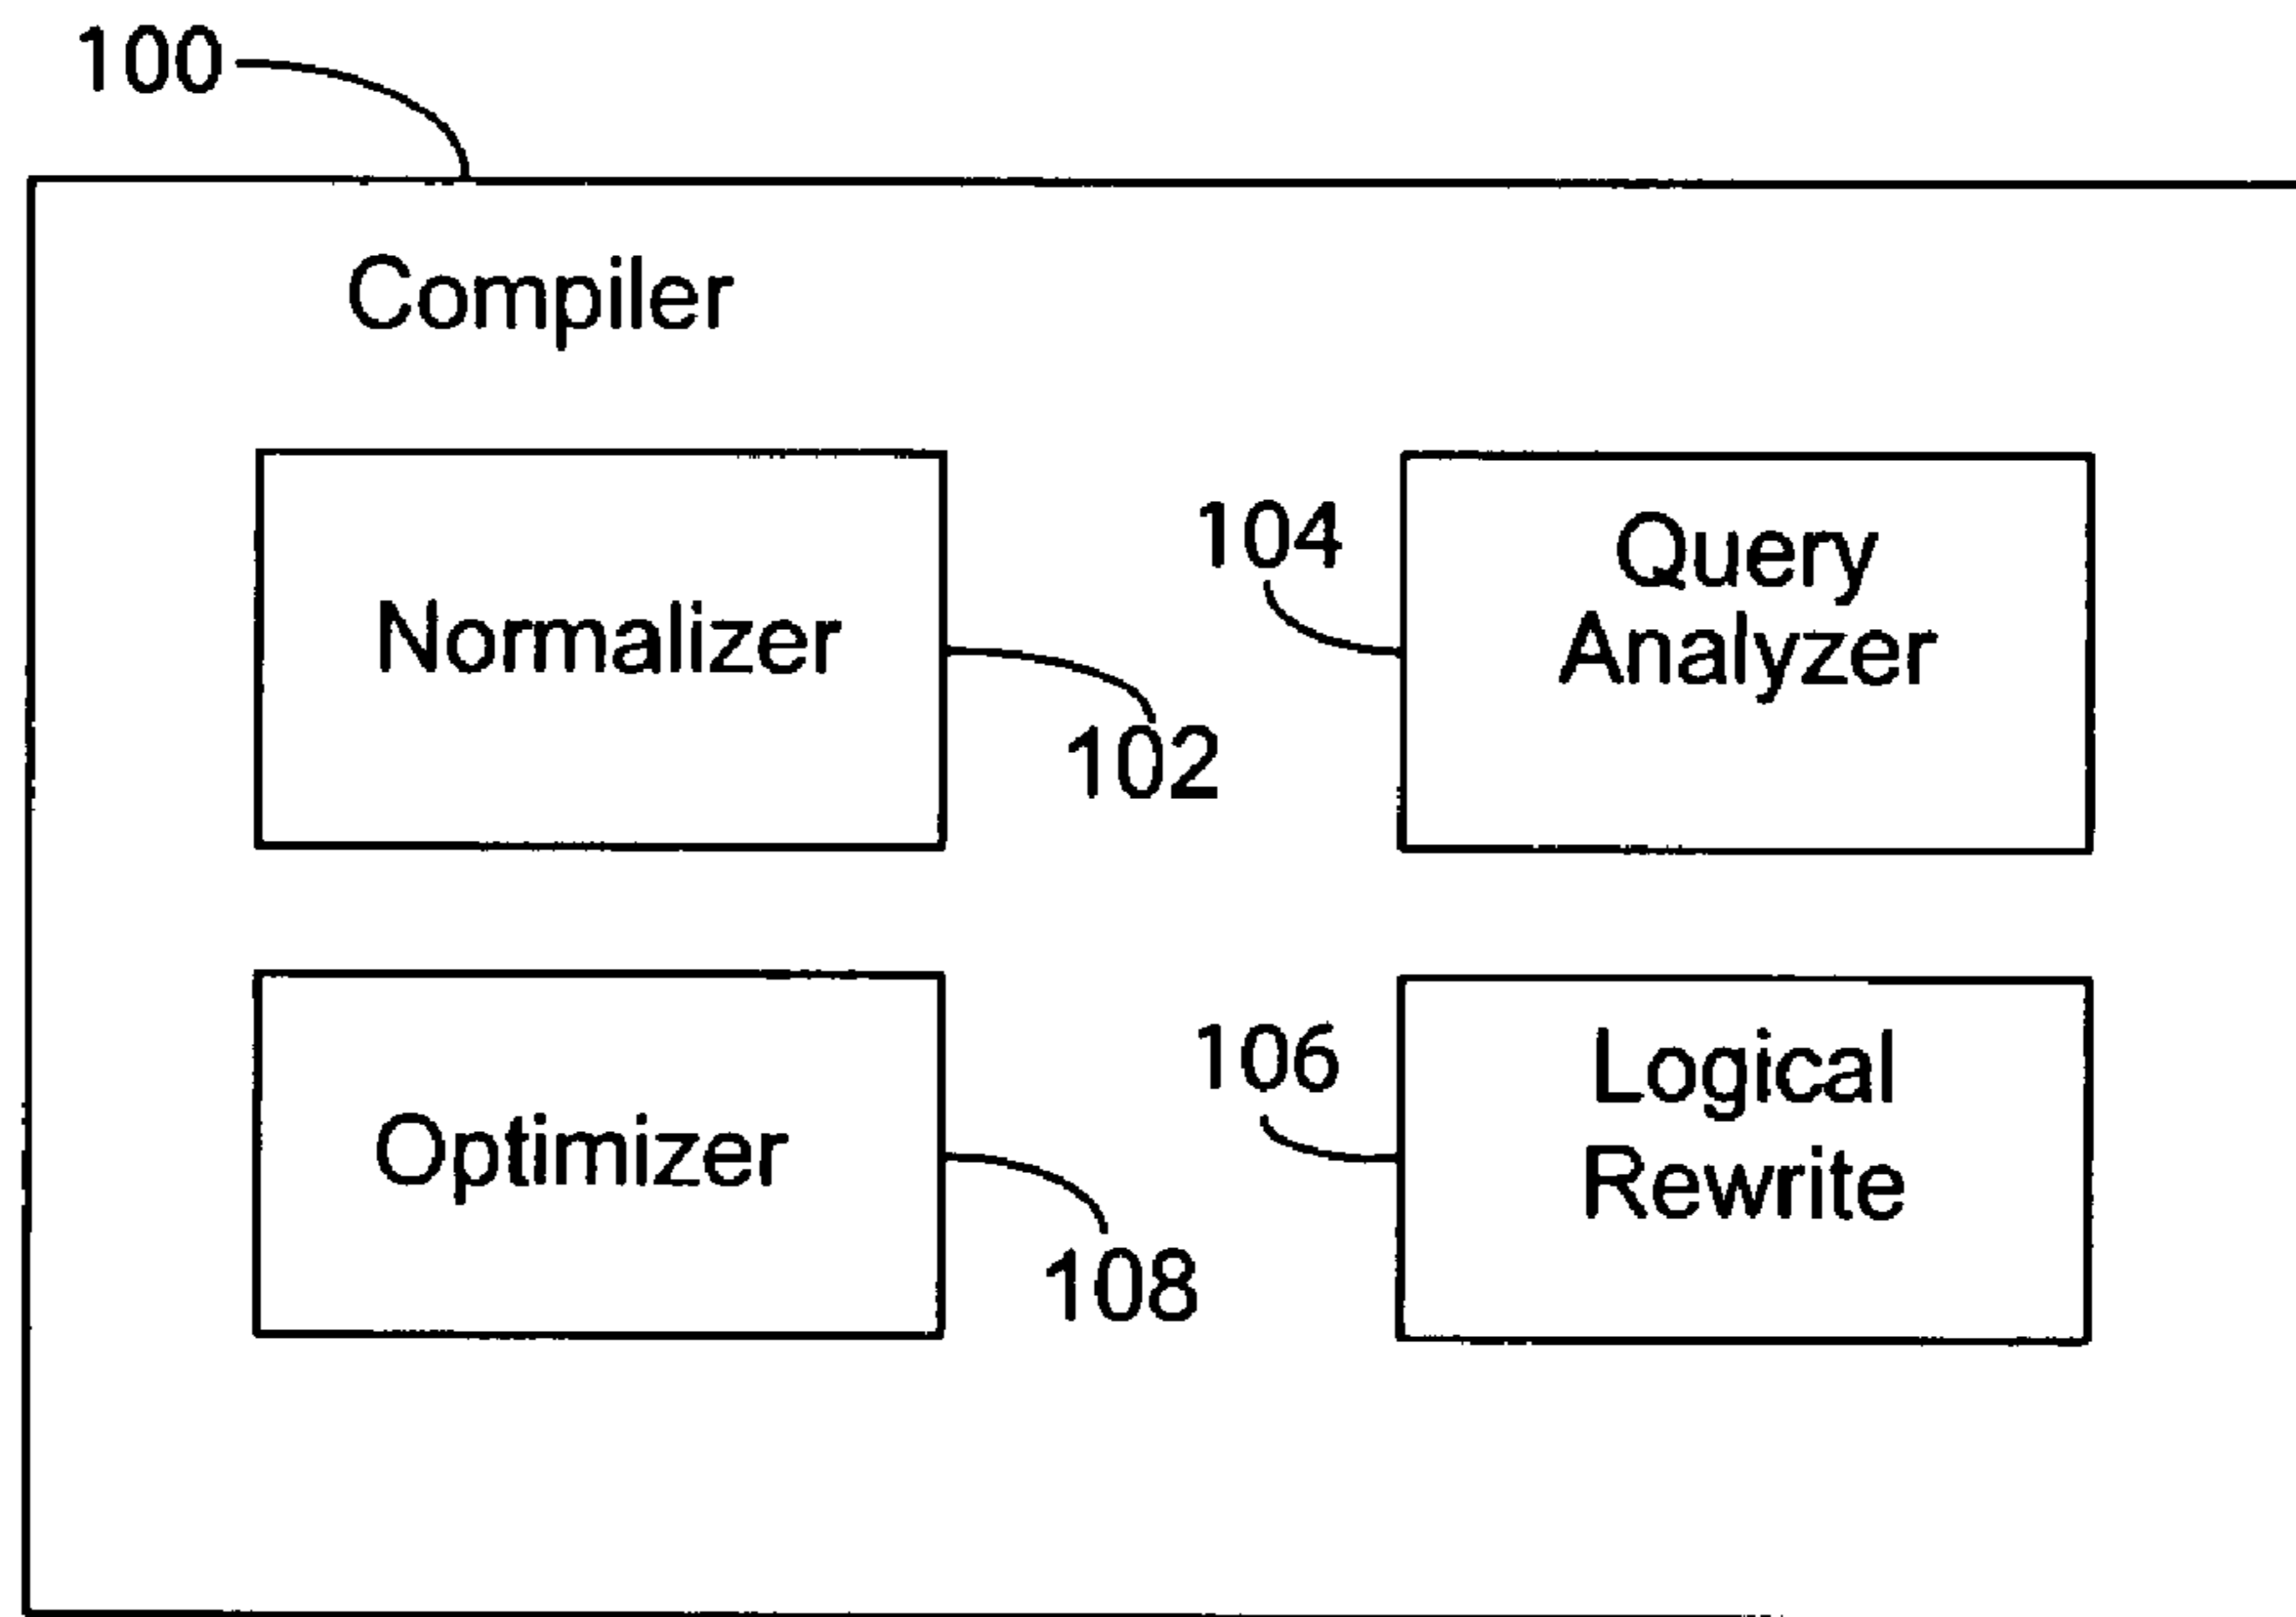 100
Compiler
Normalizer
102
104
Query
Analyzer
Optimizer
108
106
Logical
Rewrite